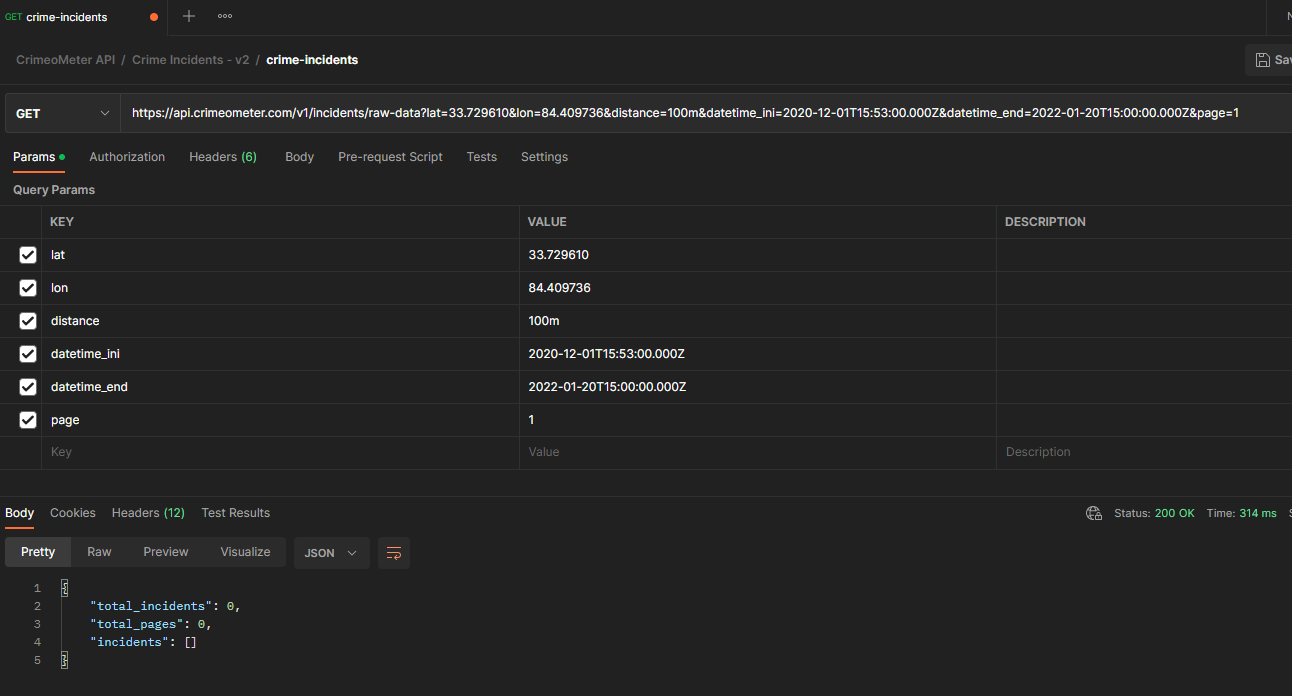 GET crime-incidents
CrimeoMeter API / Crime Incidents - v2 / crime-incidents
GET https://api.crimeometer.com/v1/incidents/raw-data?lat=33.729610&lon=84.409736&distance=100m&datetime_ini=2020-12-01T15:53:00.000Z&datetime_end=2022-01-20T15:00:00.000Z&page=1
Params Authorization Headers (6) Body Pre-request Script Tests Settings
Query Params
KEY VALUE DESCRIPTION
lat 33.729610
lon 84.409736
distance 100m
datetime_ini 2020-12-01T15:53:00.000Z
datetime_end 2022-01-20T15:00:00.000Z
page 1
Key Value Description
Body Cookies Headers (12) Test Results Status: 200 OK Time: 314 ms
Pretty Raw Preview Visualize JSON
1 {
2 "total_incidents": 0,
3 "total_pages": 0,
4 "incidents": []
5 }